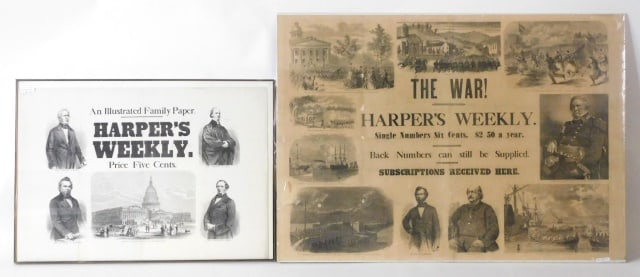 An Illustrated Family Paper.
HARPER'S
WEEKLY.
Price Five Cents.
THE WAR!
HARPER'S WEEKLY.
Single Numbers Six Cents. $2 50 a year.
Back Numbers can still be Supplied.
SUBSCRIPTIONS RECEIVED HERE.